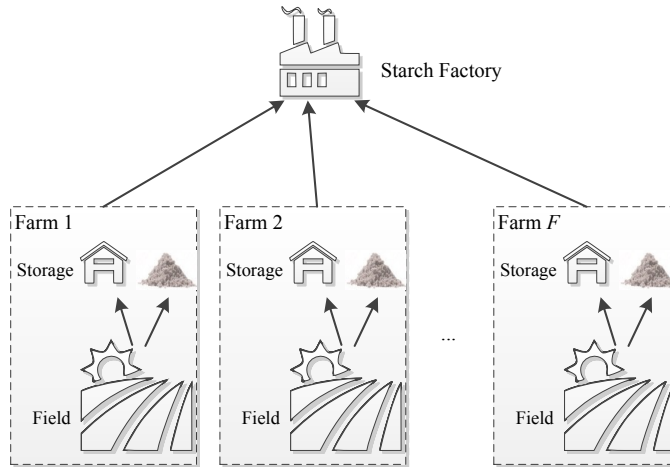 Starch Factory
Farm 1
Farm 2
Farm F
Storage
Storage
Storage
...
Field
Field
Field